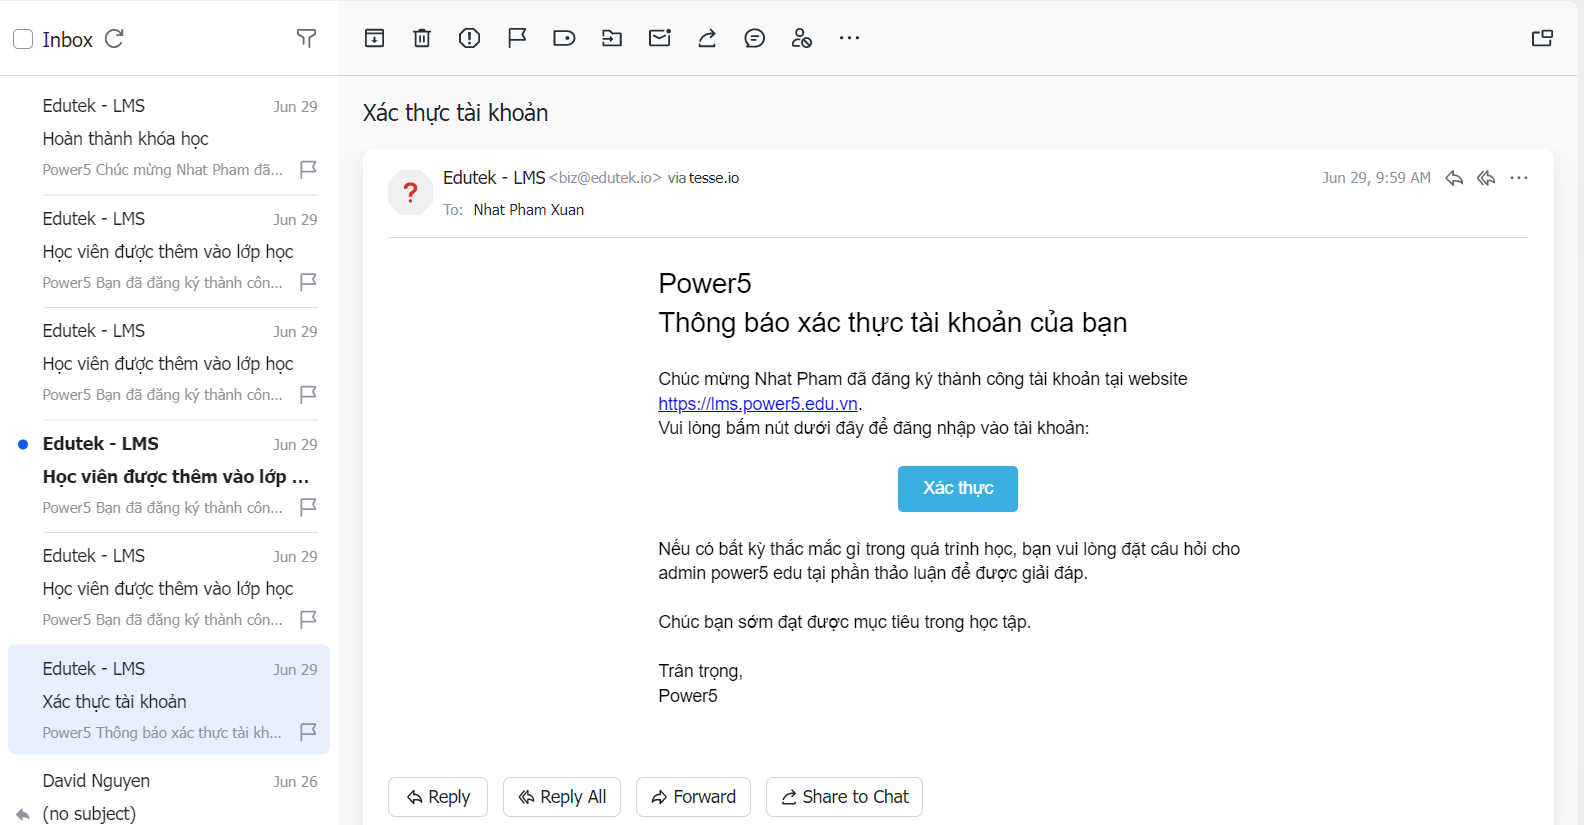 Inbox
Edutek - LMS Jun 29
Hoàn thành khóa học
Power5 Chúc mừng Nhat Pham đã...
Edutek - LMS Jun 29
Học viên được thêm vào lớp học
Power5 Bạn đã đăng ký thành côn...
Edutek - LMS Jun 29
Học viên được thêm vào lớp học
Power5 Bạn đã đăng ký thành côn...
Edutek - LMS Jun 29
Học viên được thêm vào lớp ...
Power5 Bạn đã đăng ký thành côn...
Edutek - LMS Jun 29
Học viên được thêm vào lớp học
Power5 Bạn đã đăng ký thành côn...
Edutek - LMS Jun 29
Xác thực tài khoản
Power5 Thông báo xác thực tài kh...
David Nguyen Jun 26
(no subject)
Xác thực tài khoản
?
Edutek - LMS <biz@edutek.io> via tesse.io Jun 29, 9:59 AM
To: Nhat Pham Xuan
Power5
Thông báo xác thực tài khoản của bạn
Chúc mừng Nhat Pham đã đăng ký thành công tài khoản tại website
https://lms.power5.edu.vn.
Vui lòng bấm nút dưới đây để đăng nhập vào tài khoản:
Xác thực
Nếu có bất kỳ thắc mắc gì trong quá trình học, bạn vui lòng đặt câu hỏi cho
admin power5 edu tại phần thảo luận để được giải đáp.
Chúc bạn sớm đạt được mục tiêu trong học tập.
Trân trọng,
Power5
Reply Reply All Forward Share to Chat